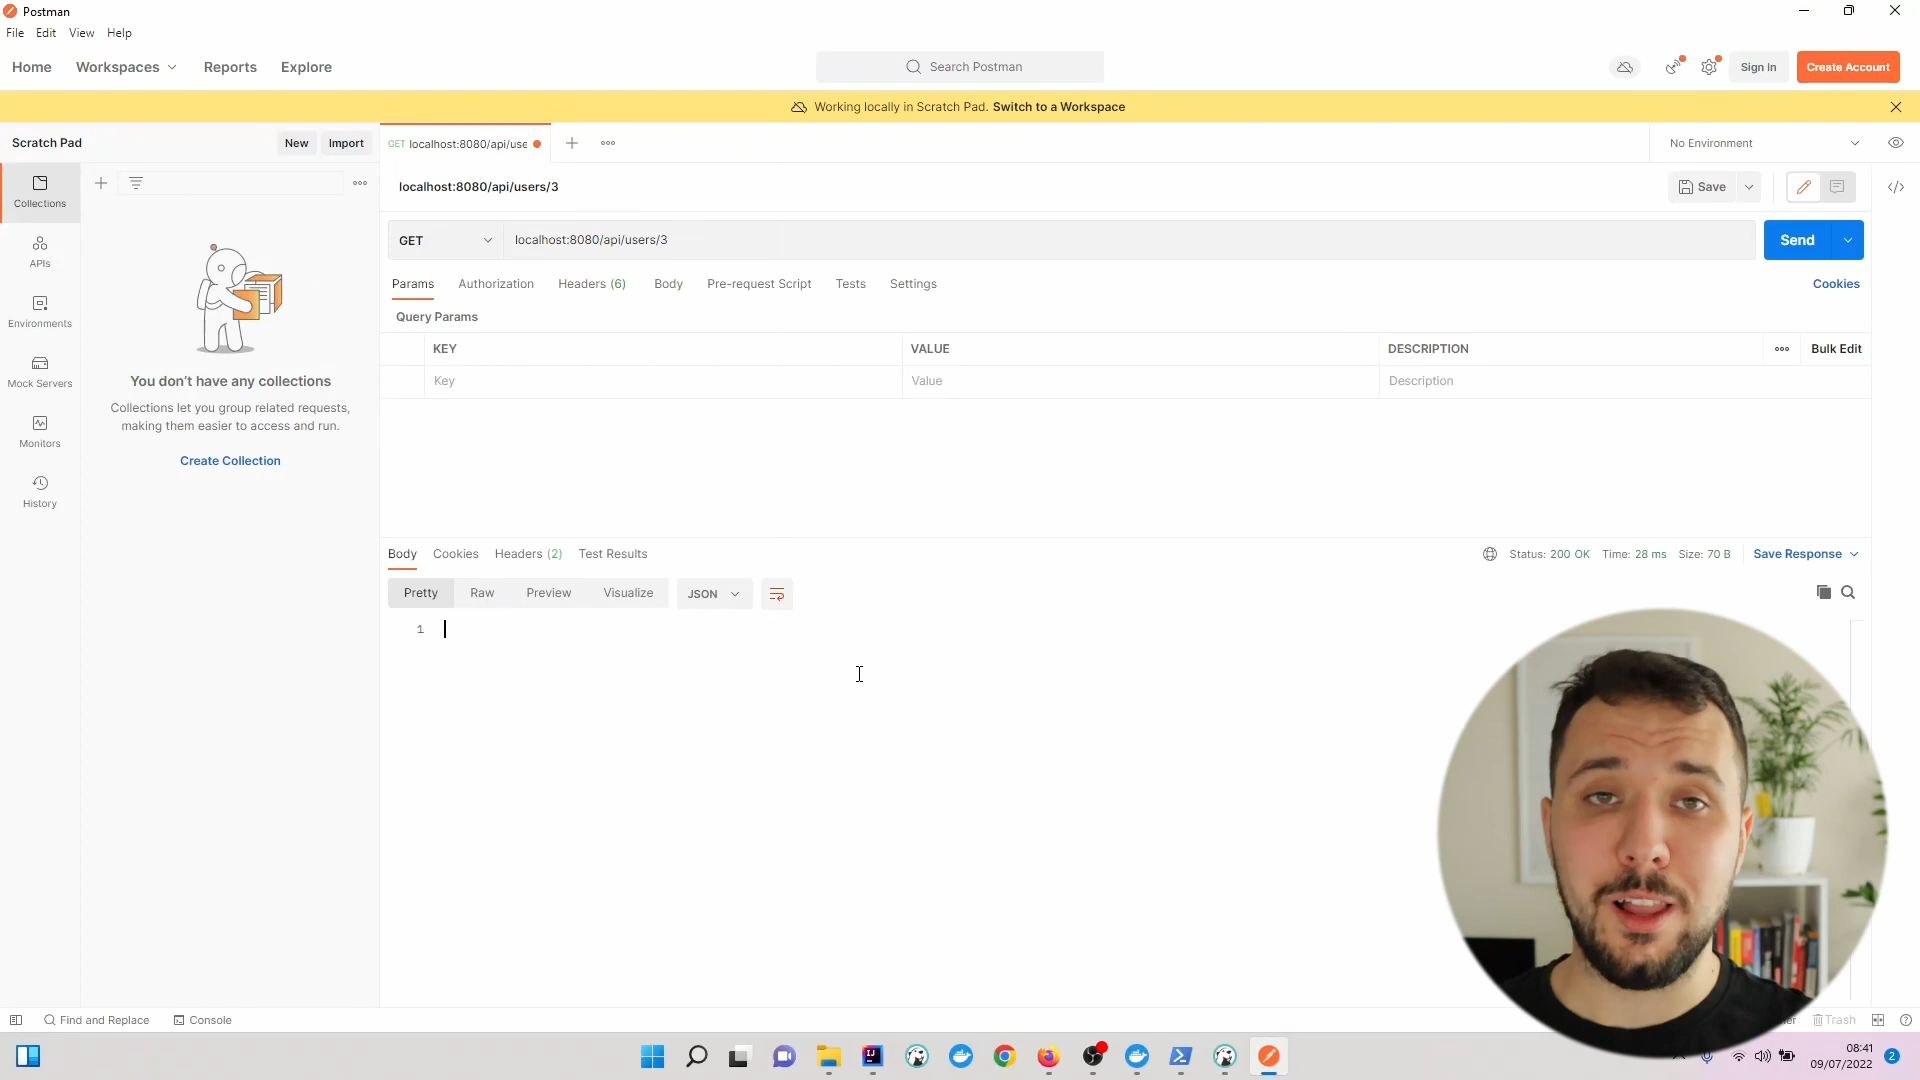 Postman
File Edit View Help
Home Workspaces Reports Explore Search Postman Sign In Create Account
Working locally in Scratch Pad. Switch to a Workspace
Scratch Pad New Import GET localhost:8080/api/use No Environment
localhost:8080/api/users/3 Save
Collections
APIs
Environments
Mock Servers
Monitors
History
You don't have any collections
Collections let you group related requests,
making them easier to access and run.
Create Collection
GET localhost:8080/api/users/3 Send
Params Authorization Headers (6) Body Pre-request Script Tests Settings Cookies
Query Params
KEY VALUE DESCRIPTION Bulk Edit
Key Value Description
Body Cookies Headers (2) Test Results Status: 200 OK Time: 28 ms Size: 70 B Save Response
Pretty Raw Preview Visualize JSON
1
Find and Replace Console Trash
08:41
09/07/2022 2